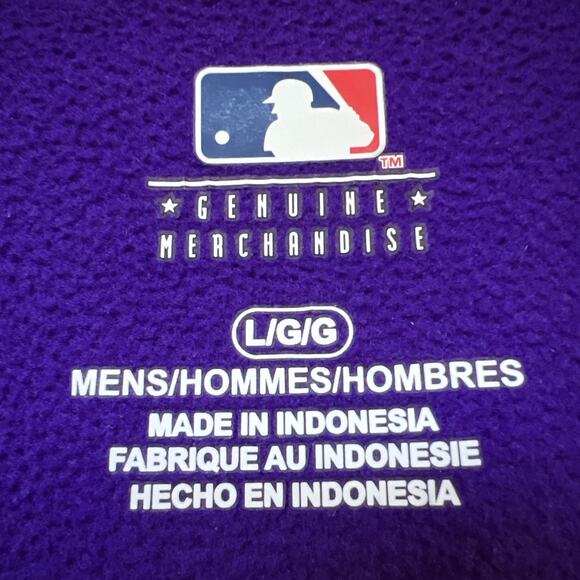 TM
★ GENUINE ★
MERCHANDISE
L/G/G
MENS/HOMMES/HOMBRES
MADE IN INDONESIA
FABRIQUE AU INDONESIE
HECHO EN INDONESIA